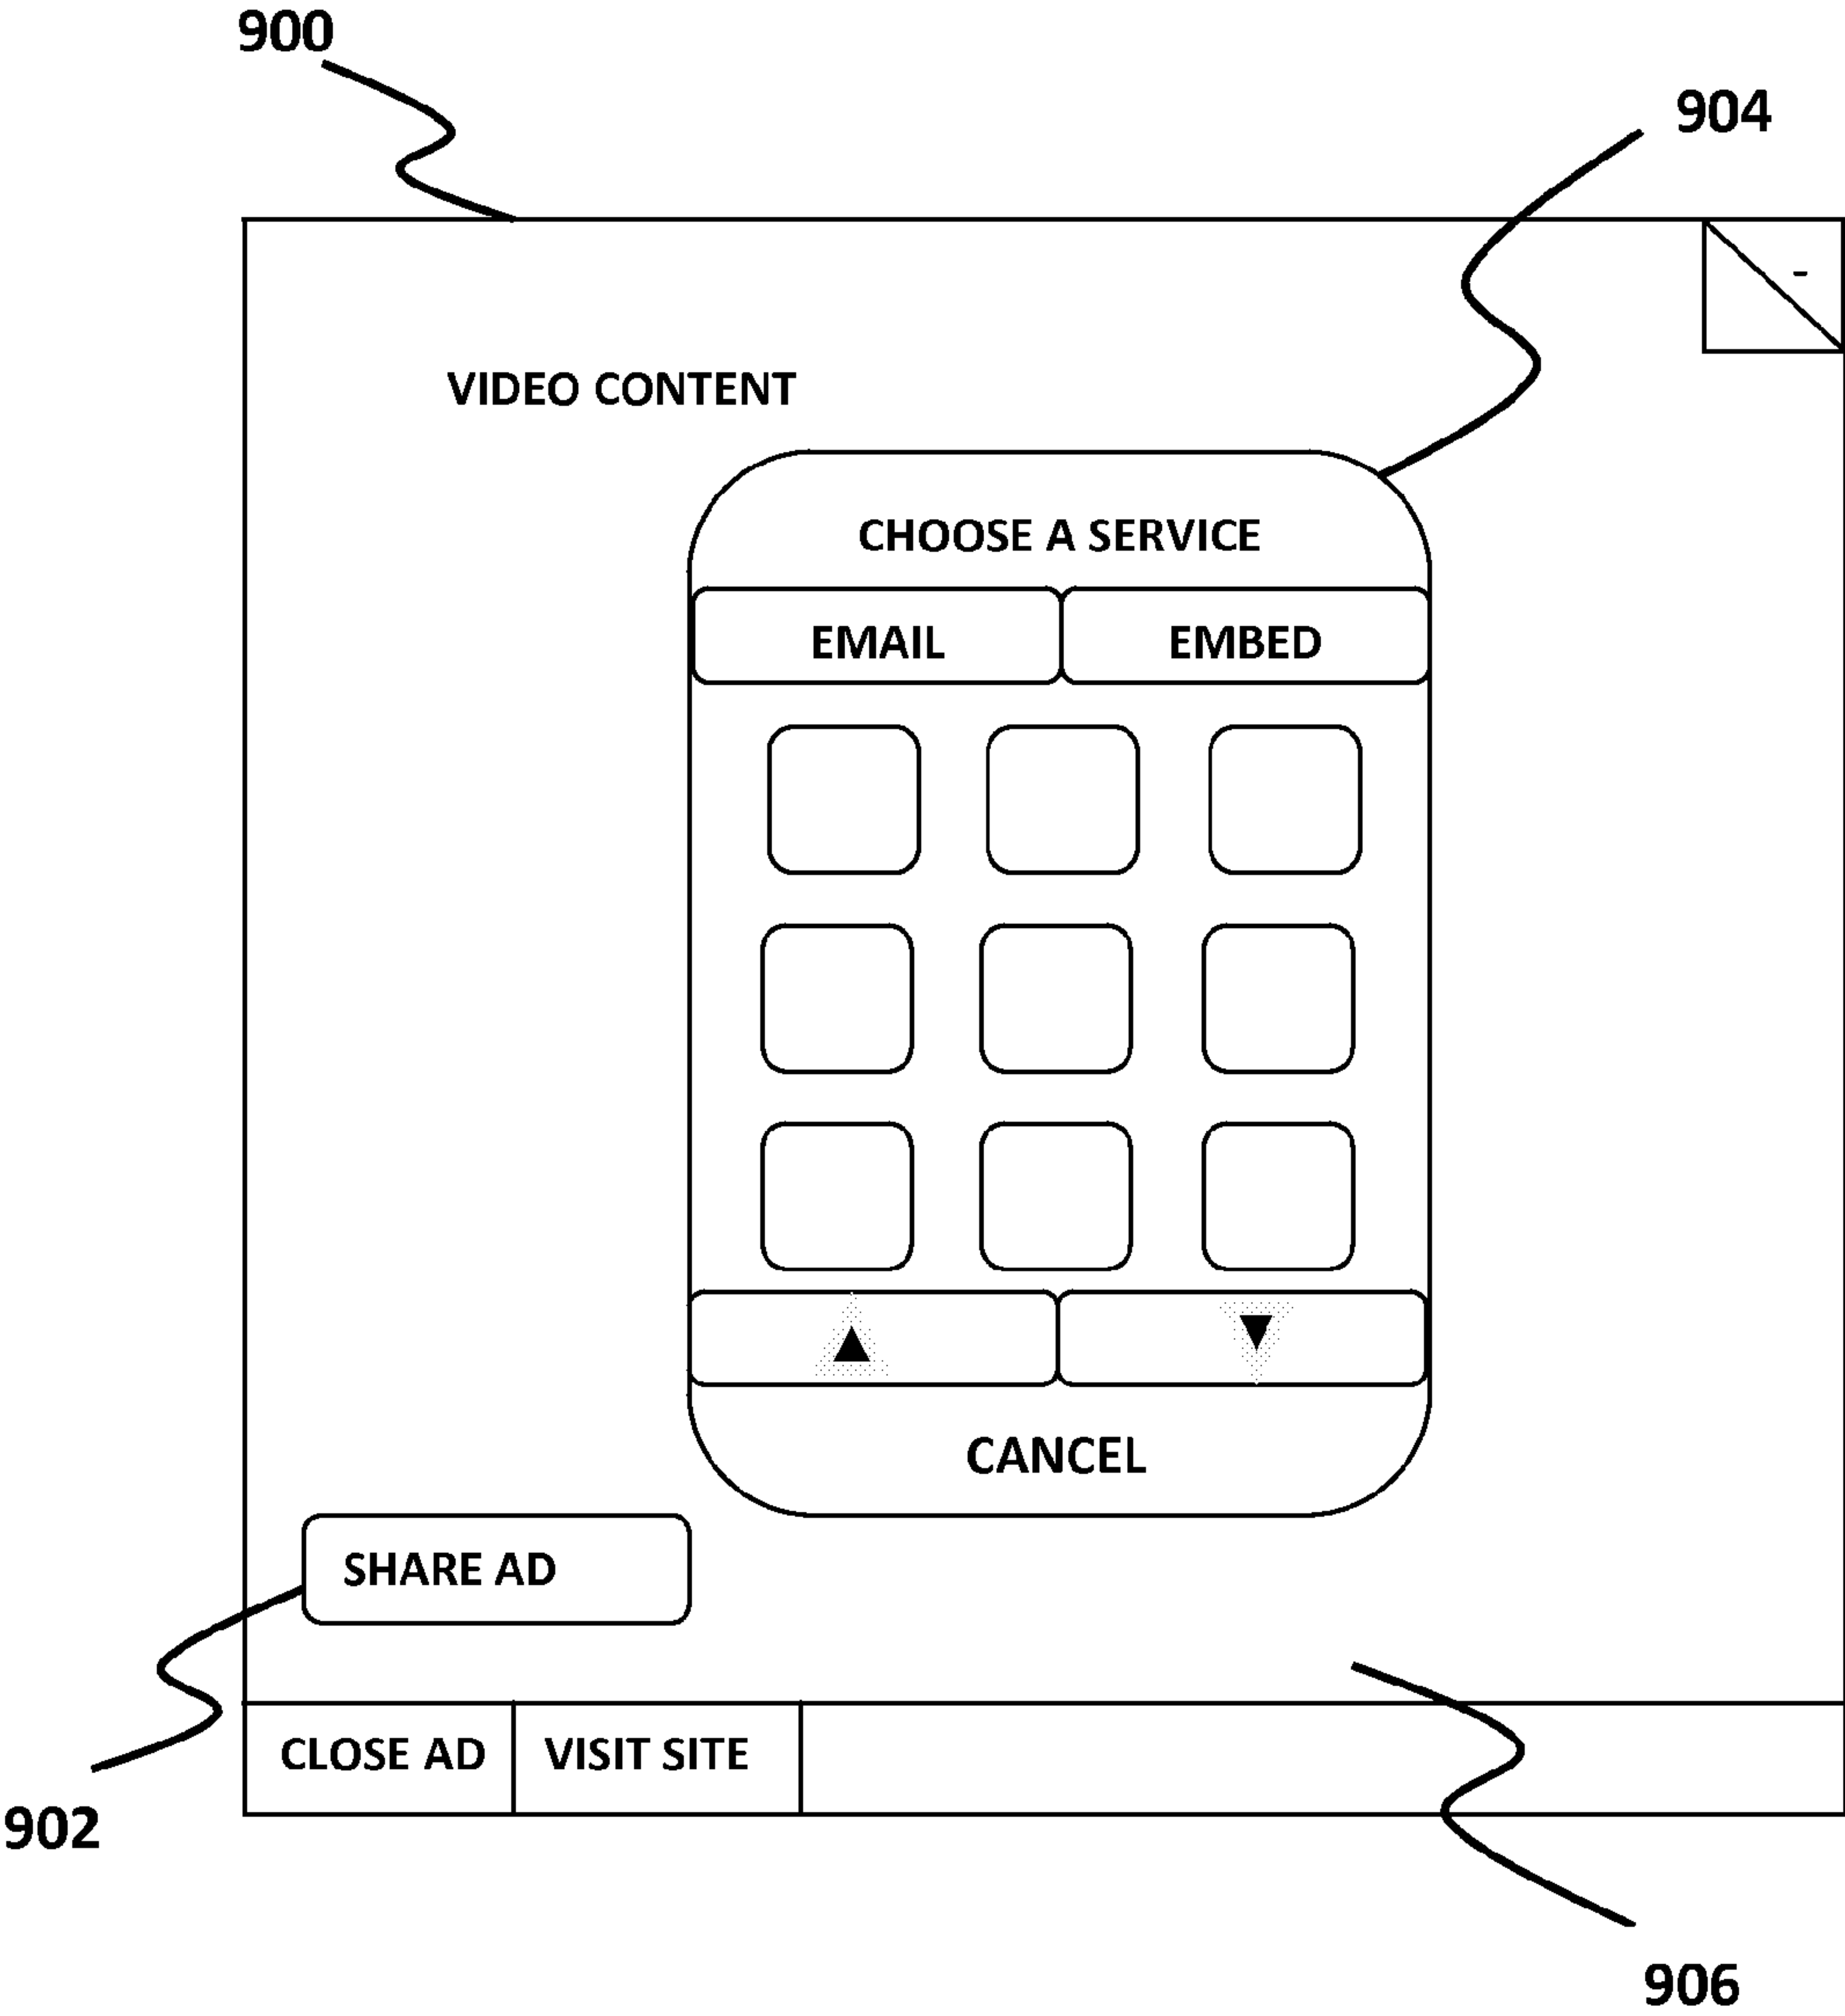 900
904
-
VIDEO CONTENT
CHOOSE A SERVICE
EMAIL EMBED
CANCEL
SHARE AD
CLOSE AD VISIT SITE
902
906